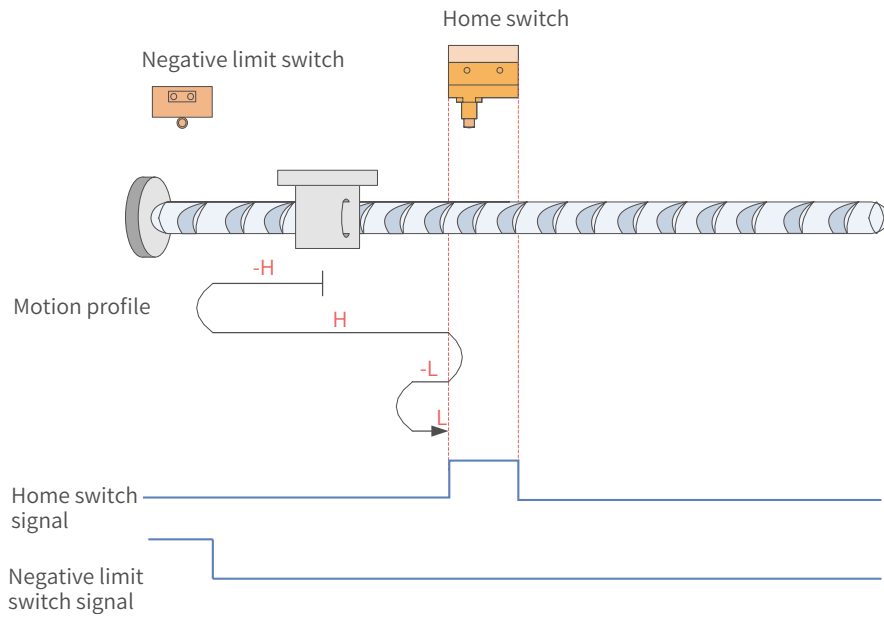 Home switch
Negative limit switch
-H
Motion profile
H
-L
L
Home switch
signal
Negative limit
switch signal